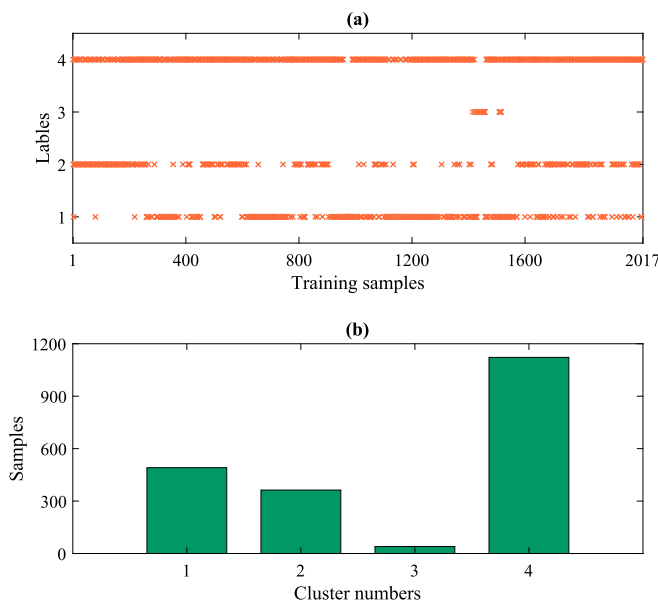 (a)
4
3
2
1
Lables
1 400 800 1200 1600 2017
Training samples
(b)
1200
900
600
300
0
Samples
1 2 3 4
Cluster numbers